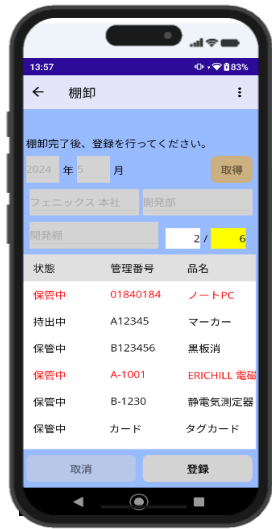 13:57 83%
棚卸
棚卸完了後、登録を行ってください。
2024 年 5 月 取得
フェニックス 本社 開発部
開発棚 2 / 6
状態 管理番号 品名
保管中 01840184 ノートPC
持出中 A12345 マーカー
保管中 B123456 黒板消
保管中 A-1001 ERICHILL 電磁
保管中 B-1230 静電気測定器
保管中 カード タグカード
取消 登録